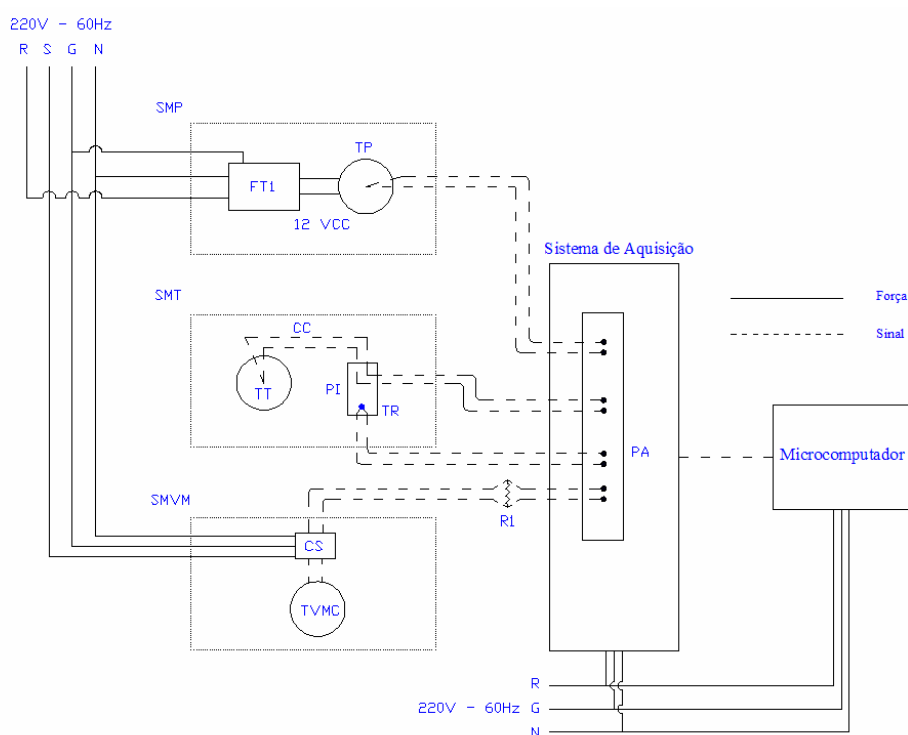 220V - 60Hz
R S G N
SMP
TP
FT1
12 VCC
Sistema de Aquisição
SMT
CC
Força
Sinal
TT
PI
TR
PA
Microcomputador
SMVM
R1
CS
TVMC
R
220V - 60Hz G
N